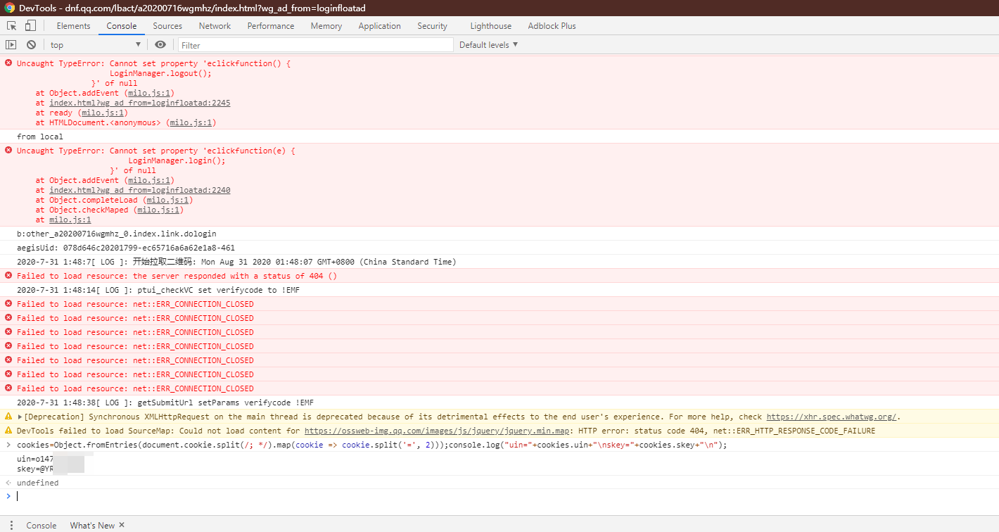 DevTools - dnf.qq.com/lbact/a20200716wgmhz/index.html?wg_ad_from=loginfloatad
Elements Console Sources Network Performance Memory Application Security Lighthouse Adblock Plus
top ▼ Filter Default levels ▼
Uncaught TypeError: Cannot set property 'eclickfunction() {
LoginManager.logout();
}' of null
at Object.addEvent (milo.js:1)
at index.html?wg_ad_from=loginfloatad:2245
at ready (milo.js:1)
at HTMLDocument.<anonymous> (milo.js:1)
from local
Uncaught TypeError: Cannot set property 'eclickfunction(e) {
LoginManager.login();
}' of null
at Object.addEvent (milo.js:1)
at index.html?wg_ad_from=loginfloatad:2240
at Object.completeLoad (milo.js:1)
at Object.checkMaped (milo.js:1)
at milo.js:1
b:other_a20200716wgmhz_0.index.link.dologin
aegisUid: 078d646c20201799-ec65716a6a62e1a8-461
2020-7-31 1:48:7[ LOG ]: 开始拉取二维码: Mon Aug 31 2020 01:48:07 GMT+0800 (China Standard Time)
Failed to load resource: the server responded with a status of 404 ()
2020-7-31 1:48:14[ LOG ]: ptui_checkVC set verifycode to !EMF
Failed to load resource: net::ERR_CONNECTION_CLOSED
Failed to load resource: net::ERR_CONNECTION_CLOSED
Failed to load resource: net::ERR_CONNECTION_CLOSED
Failed to load resource: net::ERR_CONNECTION_CLOSED
Failed to load resource: net::ERR_CONNECTION_CLOSED
Failed to load resource: net::ERR_CONNECTION_CLOSED
Failed to load resource: net::ERR_CONNECTION_CLOSED
2020-7-31 1:48:38[ LOG ]: getSubmitUrl setParams verifycode !EMF
▶[Deprecation] Synchronous XMLHttpRequest on the main thread is deprecated because of its detrimental effects to the end user's experience. For more help, check https://xhr.spec.whatwg.org/.
DevTools failed to load SourceMap: Could not load content for https://ossweb-img.qq.com/images/js/jquery/jquery.min.map: HTTP error: status code 404, net::ERR_HTTP_RESPONSE_CODE_FAILURE
> cookies=Object.fromEntries(document.cookie.split(/; */).map(cookie => cookie.split('=', 2)));console.log("uin="+cookies.uin+"\nskey="+cookies.skey+"\n");
uin=o147
skey=@YR
undefined
>
Console What's New ×